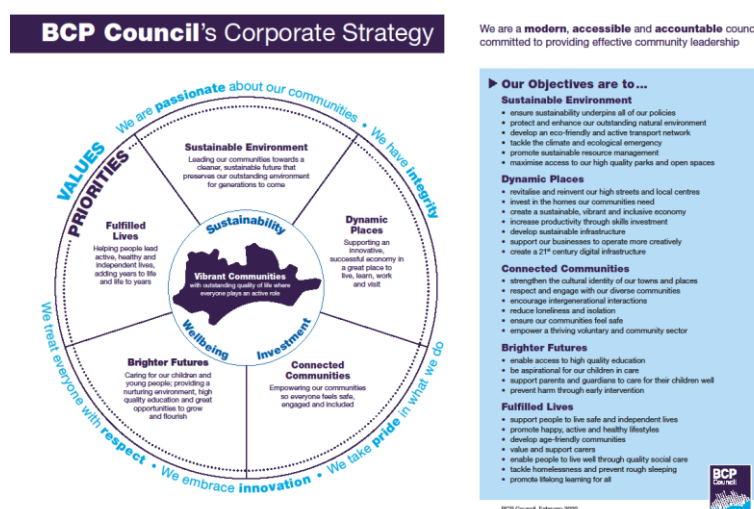 BCP Council's Corporate Strategy
We are a modern, accessible and accountable
committed to providing effective community leadership
We are passionate about our communities
We have integrity
We take pride in what we do
We embrace innovation
We treat everyone with respect
VALUES
PRIORITIES
Sustainable Environment
Leading our communities towards a
cleaner, sustainable future that
preserves our outstanding environment
for generations to come
Dynamic
Places
Supporting an
innovative,
successful economy in
a great place to
live, learn, work
and visit
Connected
Communities
Empowering our communities
so everyone feels safe,
engaged and included
Brighter Futures
Caring for our children and
young people; providing a
nurturing environment, high
quality education and great
opportunities to grow
and flourish
Fulfilled
Lives
Helping people lead
active, healthy and
independent lives,
adding years to life
and life to years
Sustainability
Investment
Wellbeing
Vibrant Communities
with outstanding quality of life where
everyone plays an active role
Our Objectives are to...
Sustainable Environment
• ensure sustainability underpins all of our policies
• protect and enhance our outstanding natural environment
• develop an eco-friendly and active transport network
• tackle the climate and ecological emergency
• promote sustainable resource management
• maximise access to our high quality parks and open spaces
Dynamic Places
• revitalise and reinvent our high streets and local centres
• invest in the homes our communities need
• create a sustainable, vibrant and inclusive economy
• increase productivity through skills investment
• develop sustainable infrastructure
• support our businesses to operate more creatively
• create a 21st century digital infrastructure
Connected Communities
• strengthen the cultural identity of our towns and places
• respect and engage with our diverse communities
• encourage intergenerational interactions
• reduce loneliness and isolation
• ensure our communities feel safe
• empower a thriving voluntary and community sector
Brighter Futures
• enable access to high quality education
• be aspirational for our children in care
• support parents and guardians to care for their children well
• prevent harm through early intervention
Fulfilled Lives
• support people to live safe and independent lives
• promote happy, active and healthy lifestyles
• develop age-friendly communities
• value and support carers
• enable people to live well through quality social care
• tackle homelessness and prevent rough sleeping
• promote lifelong learning for all
BCP
Council